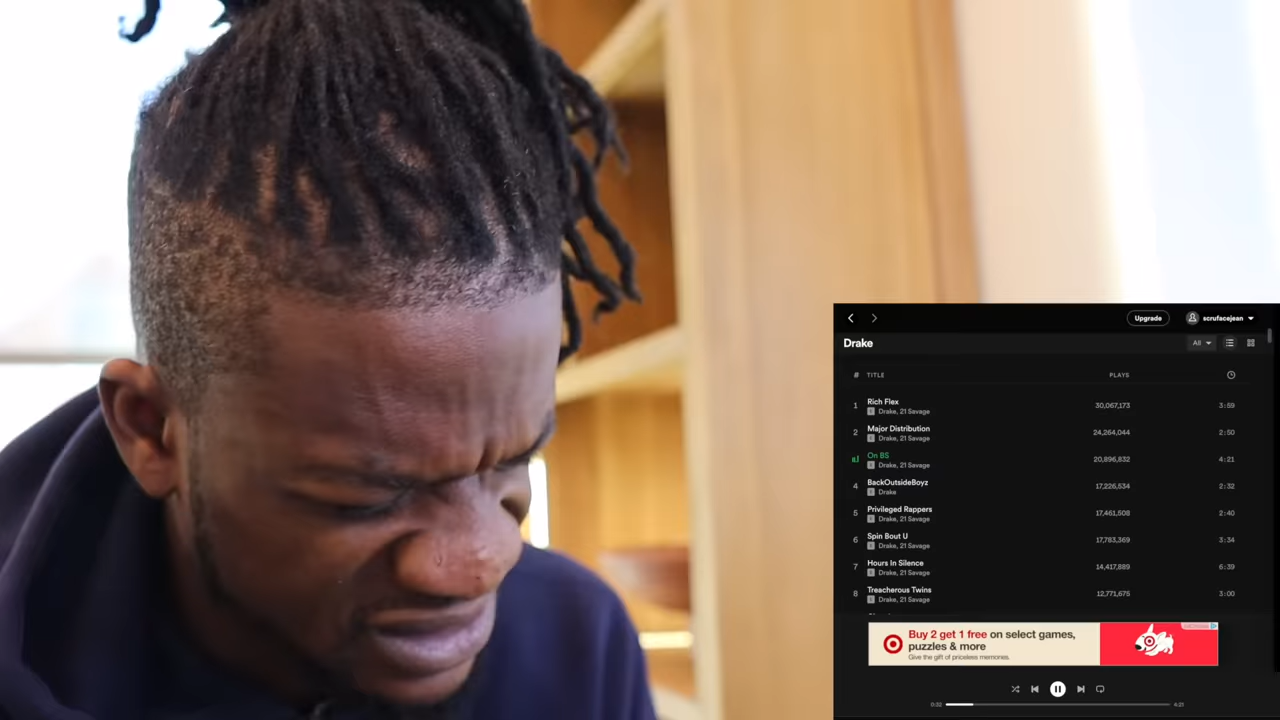 Upgrade
scrufacejean
Drake
All
# TITLE PLAYS
1 Rich Flex 30,067,173 3:59
E Drake, 21 Savage
2 Major Distribution 24,264,044 2:50
E Drake, 21 Savage
On BS 20,896,832 4:21
E Drake, 21 Savage
4 BackOutsideBoyz 17,226,534 2:32
E Drake
5 Privileged Rappers 17,461,508 2:40
E Drake, 21 Savage
6 Spin Bout U 17,783,369 3:34
E Drake, 21 Savage
7 Hours In Silence 14,417,889 6:39
E Drake, 21 Savage
8 Treacherous Twins 12,771,675 3:00
E Drake, 21 Savage
Buy 2 get 1 free on select games,
puzzles & more
Give the gift of priceless memories.
0:32 4:21